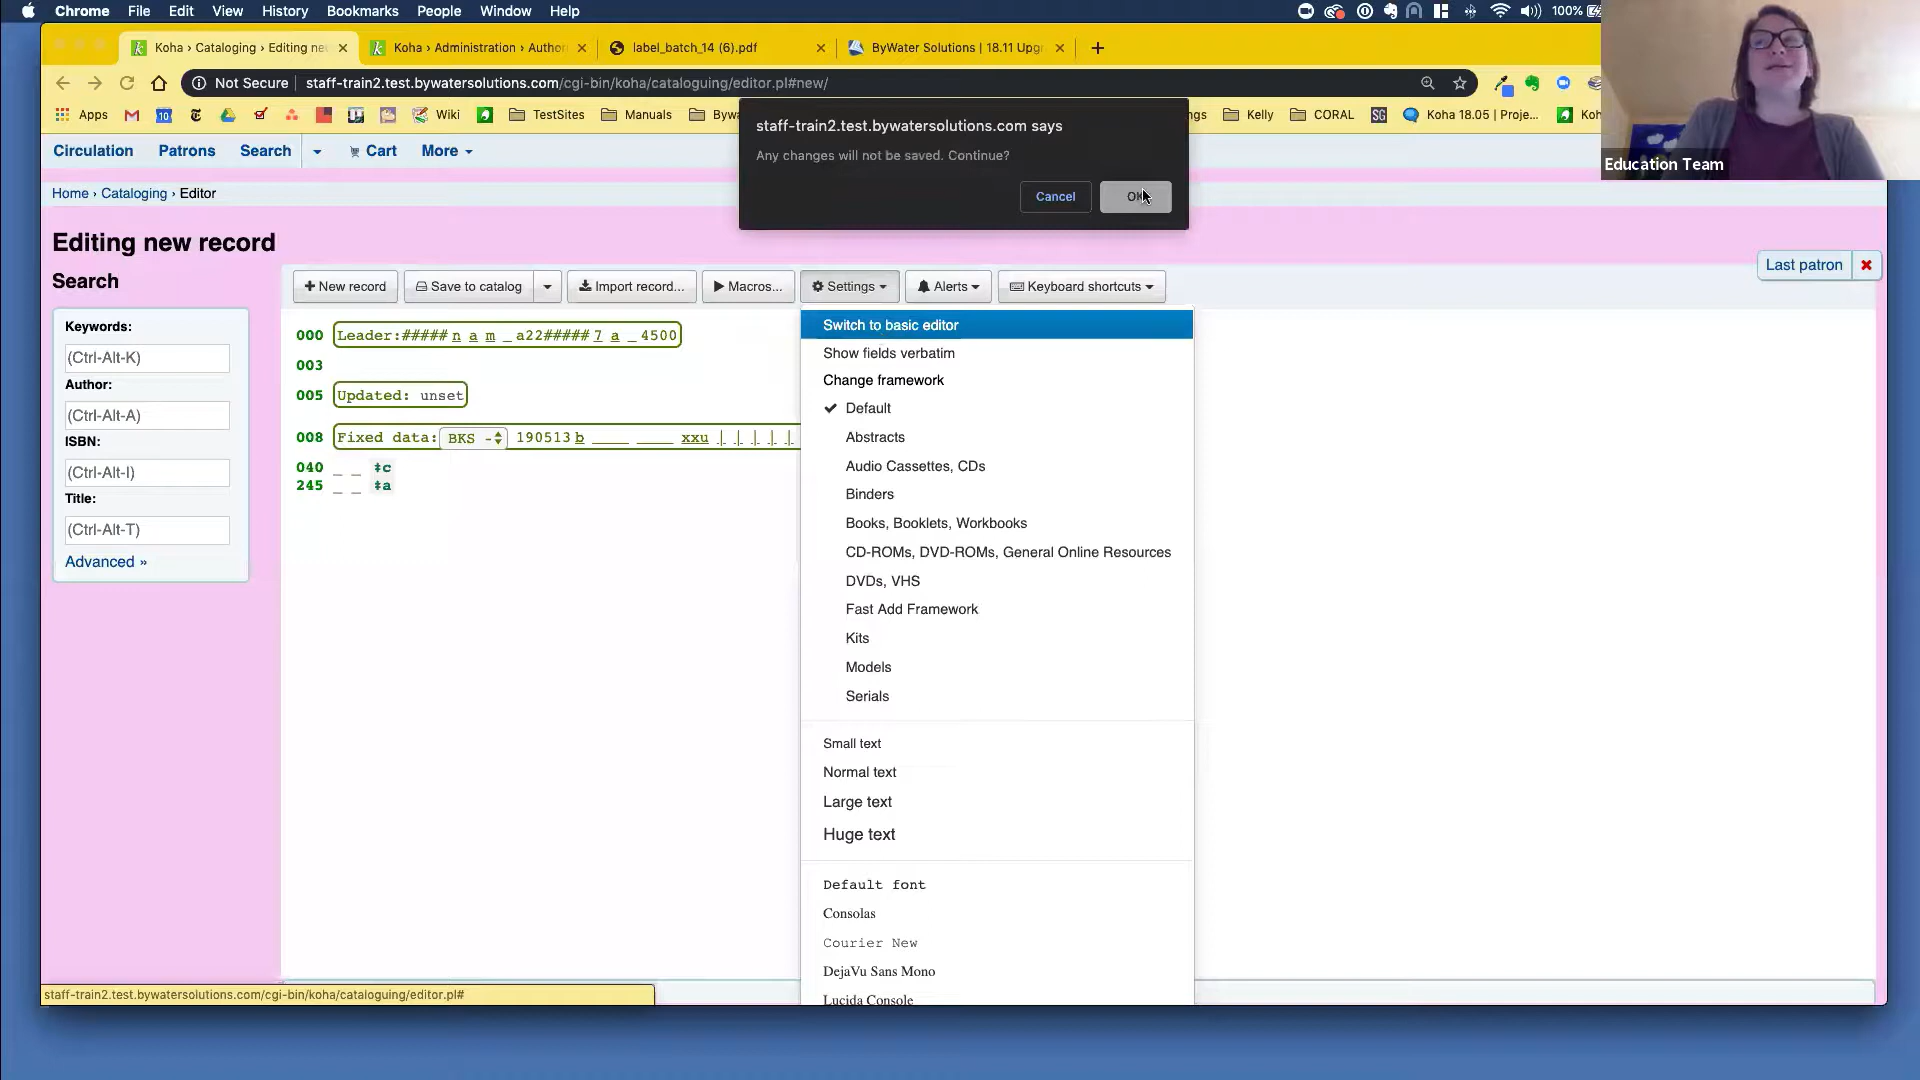 Chrome File Edit View History Bookmarks People Window Help 100%
Koha › Cataloging › Editing ne
Koha › Administration › Author
label_batch_14 (6).pdf
ByWater Solutions | 18.11 Upg
Not Secure | staff-train2.test.bywatersolutions.com/cgi-bin/koha/cataloguing/editor.pl#new/
Apps Wiki TestSites Manuals Bywa ngs Kelly CORAL SG Koha 18.05 | Proje... Koh
staff-train2.test.bywatersolutions.com says
Any changes will not be saved. Continue?
Cancel
Education Team
Circulation Patrons Search Cart More
Home › Cataloging › Editor
Editing new record
Last patron
Search
+ New record
Save to catalog
Import record...
Macros...
Settings
Alerts
Keyboard shortcuts
Keywords:
(Ctrl-Alt-K)
Author:
(Ctrl-Alt-A)
ISBN:
(Ctrl-Alt-I)
Title:
(Ctrl-Alt-T)
Advanced »
000 Leader:##### n a m _ a22##### 7 a _ 4500
003
005 Updated: unset
008 Fixed data: BKS - 190513 b ____ ____ xxu | | | | |
040 _ _ ‡c
245 _ _ ‡a
Switch to basic editor
Show fields verbatim
Change framework
Default
Abstracts
Audio Cassettes, CDs
Binders
Books, Booklets, Workbooks
CD-ROMs, DVD-ROMs, General Online Resources
DVDs, VHS
Fast Add Framework
Kits
Models
Serials
Small text
Normal text
Large text
Huge text
Default font
Consolas
Courier New
DejaVu Sans Mono
Lucida Console
staff-train2.test.bywatersolutions.com/cgi-bin/koha/cataloguing/editor.pl#